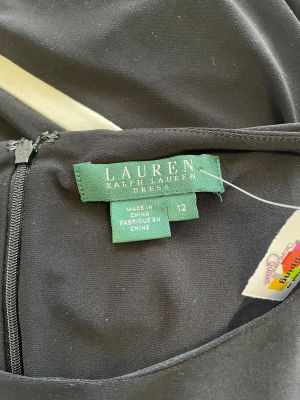 LAUREN
RALPH LAUREN
DRESS
MADE IN
CHINA
FABRIQUÉ EN
CHINE
12